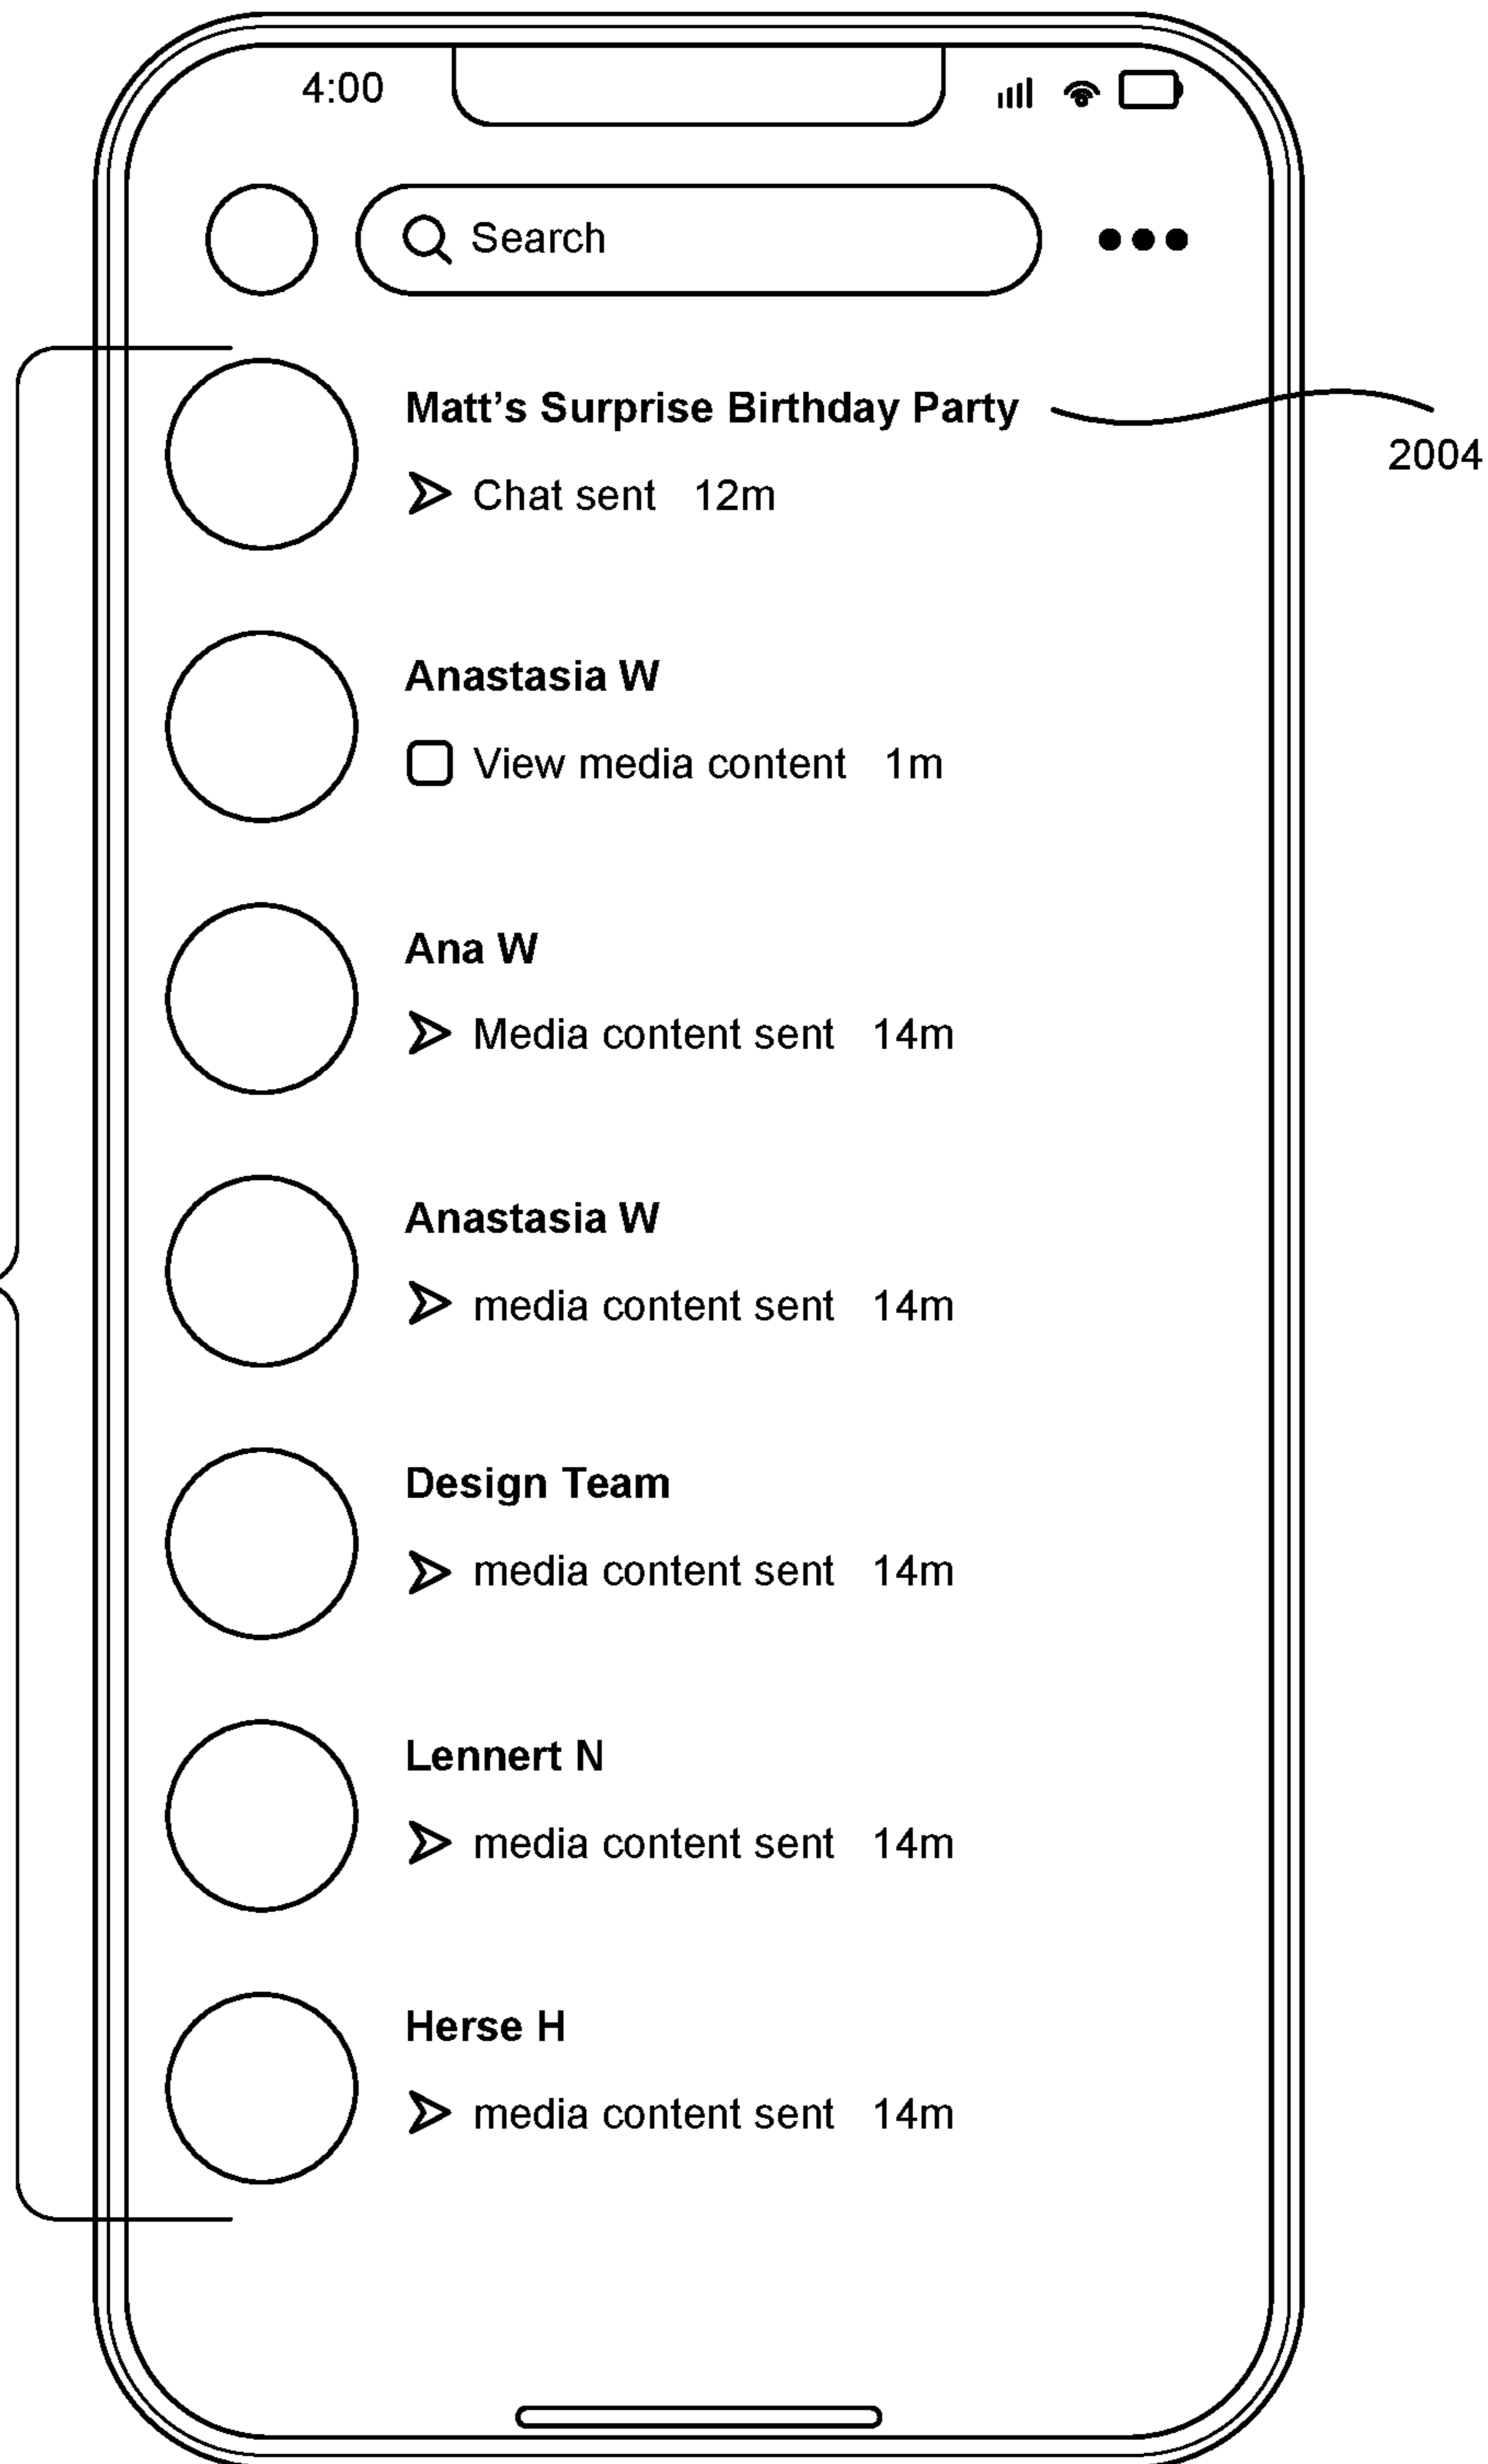 4:00
Search
Matt’s Surprise Birthday Party
2004
Chat sent 12m
Anastasia W
View media content 1m
Ana W
Media content sent 14m
Anastasia W
media content sent 14m
Design Team
media content sent 14m
Lennert N
media content sent 14m
Herse H
media content sent 14m